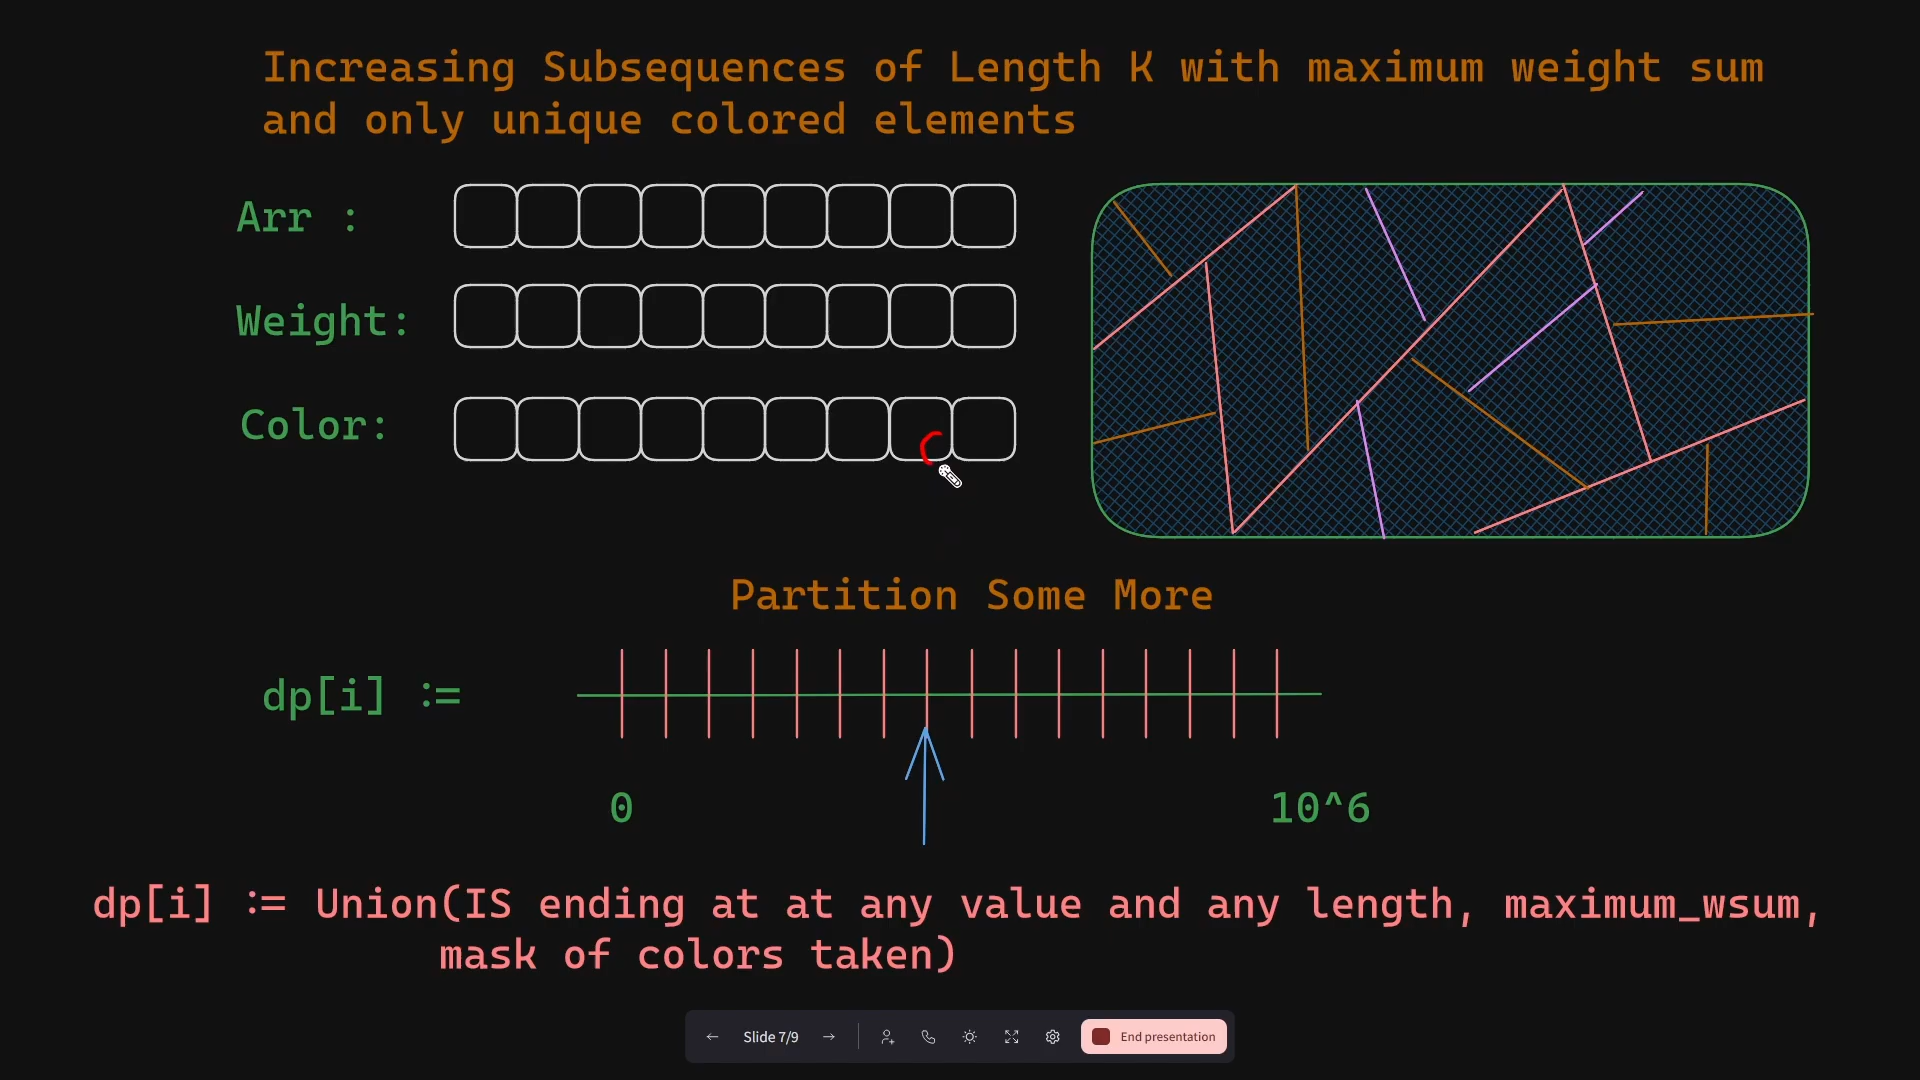 Increasing Subsequences of Length K with maximum weight sum
and only unique colored elements
Arr :
Weight:
Color:
Partition Some More
dp[i] :=
0
10^6
dp[i] := Union(IS ending at at any value and any length, maximum_wsum,
mask of colors taken)
Slide 7/9
End presentation